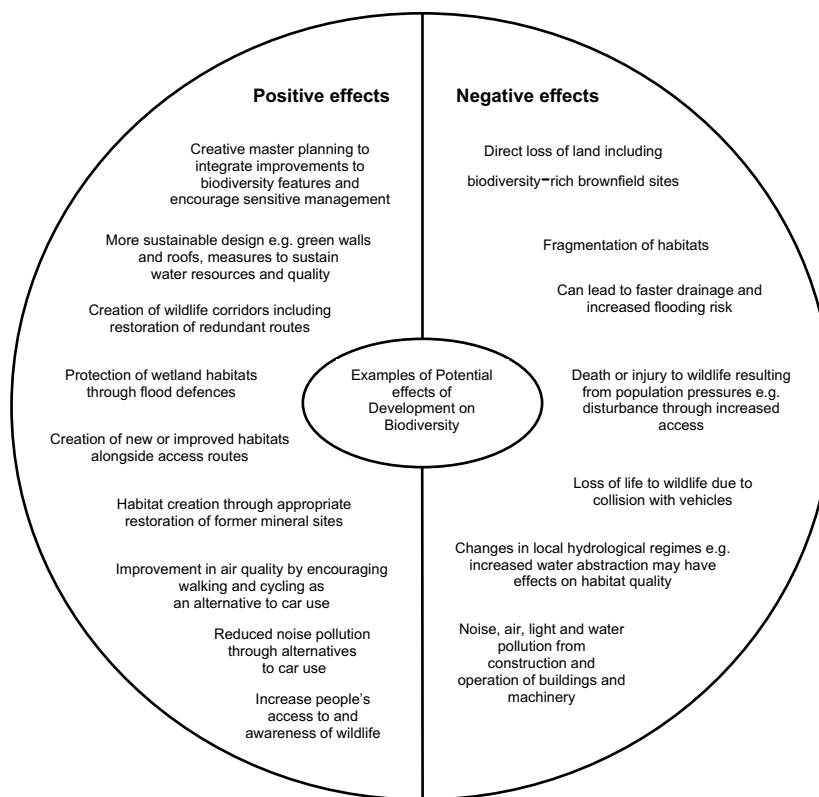 Positive effects
Creative master planning to
integrate improvements to
biodiversity features and
encourage sensitive management
More sustainable design e.g. green walls
and roofs, measures to sustain
water resources and quality
Creation of wildlife corridors including
restoration of redundant routes
Protection of wetland habitats
through flood defences
Creation of new or improved habitats
alongside access routes
Habitat creation through appropriate
restoration of former mineral sites
Improvement in air quality by encouraging
walking and cycling as
an alternative to car use
Reduced noise pollution
through alternatives
to car use
Increase people's
access to and
awareness of wildlife
Examples of Potential
effects of
Development on
Biodiversity
Negative effects
Direct loss of land including
biodiversity-rich brownfield sites
Fragmentation of habitats
Can lead to faster drainage and
increased flooding risk
Death or injury to wildlife resulting
from population pressures e.g.
disturbance through increased
access
Loss of life to wildlife due to
collision with vehicles
Changes in local hydrological regimes e.g.
increased water abstraction may have
effects on habitat quality
Noise, air, light and water
pollution from
construction and
operation of buildings and
machinery